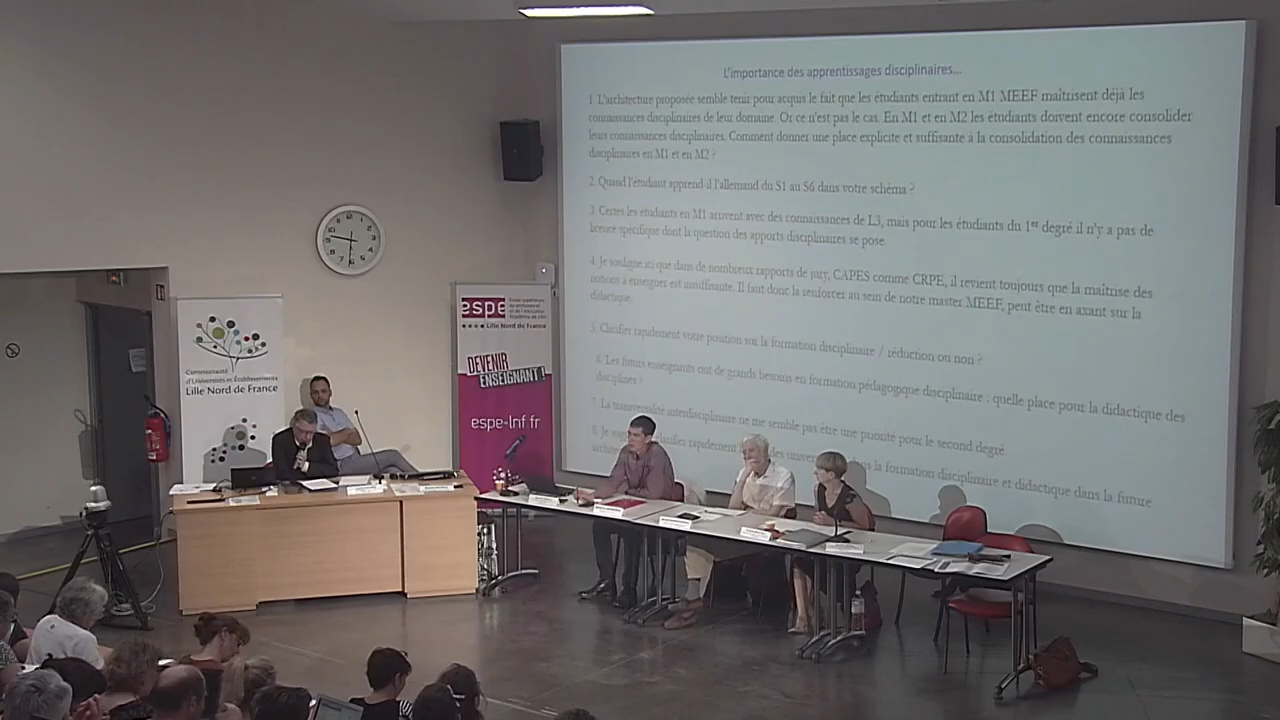 L'importance des apprentissages disciplinaires...
1. L'architecture proposée semble tenir pour acquis le fait que les étudiants entrant en M1 MEEF maîtrisent déjà les
connaissances disciplinaires de leur domaine. Or ce n'est pas le cas. En M1 et en M2 les étudiants doivent encore consolider
leurs connaissances disciplinaires. Comment donner une place explicite et suffisante à la consolidation des connaissances
disciplinaires en M1 et en M2 ?
2. Quand l'étudiant apprend-il l'allemand du S1 au S6 dans votre schéma ?
3. Certes les étudiants en M1 arrivent avec des connaissances de L3, mais pour les étudiants du 1er degré il n'y a pas de
licence spécifique dont la question des apports disciplinaires se pose.
4. Je souligne ici que dans de nombreux rapports de jury, CAPES comme CRPE, il revient toujours que la maîtrise des
notions à enseigner est insuffisante. Il faut donc la renforcer au sein de notre master MEEF, peut être en axant sur la
didactique.
5. Clarifier rapidement votre position sur la formation disciplinaire / réduction ou non ?
6. Les futurs enseignants ont de grands besoins en formation pédagogique disciplinaire : quelle place pour la didactique des
disciplines ?
7. La transversalité interdisciplinaire ne me semble pas être une priorité pour le second degré.
8. Je clarifier rapidement des dans la formation disciplinaire et didactique dans la future
Communauté
d'Universités et Établissements
Lille Nord de France
espe
Lille Nord de France
DEVENIR
ENSEIGNANT !
espe-lnf.fr